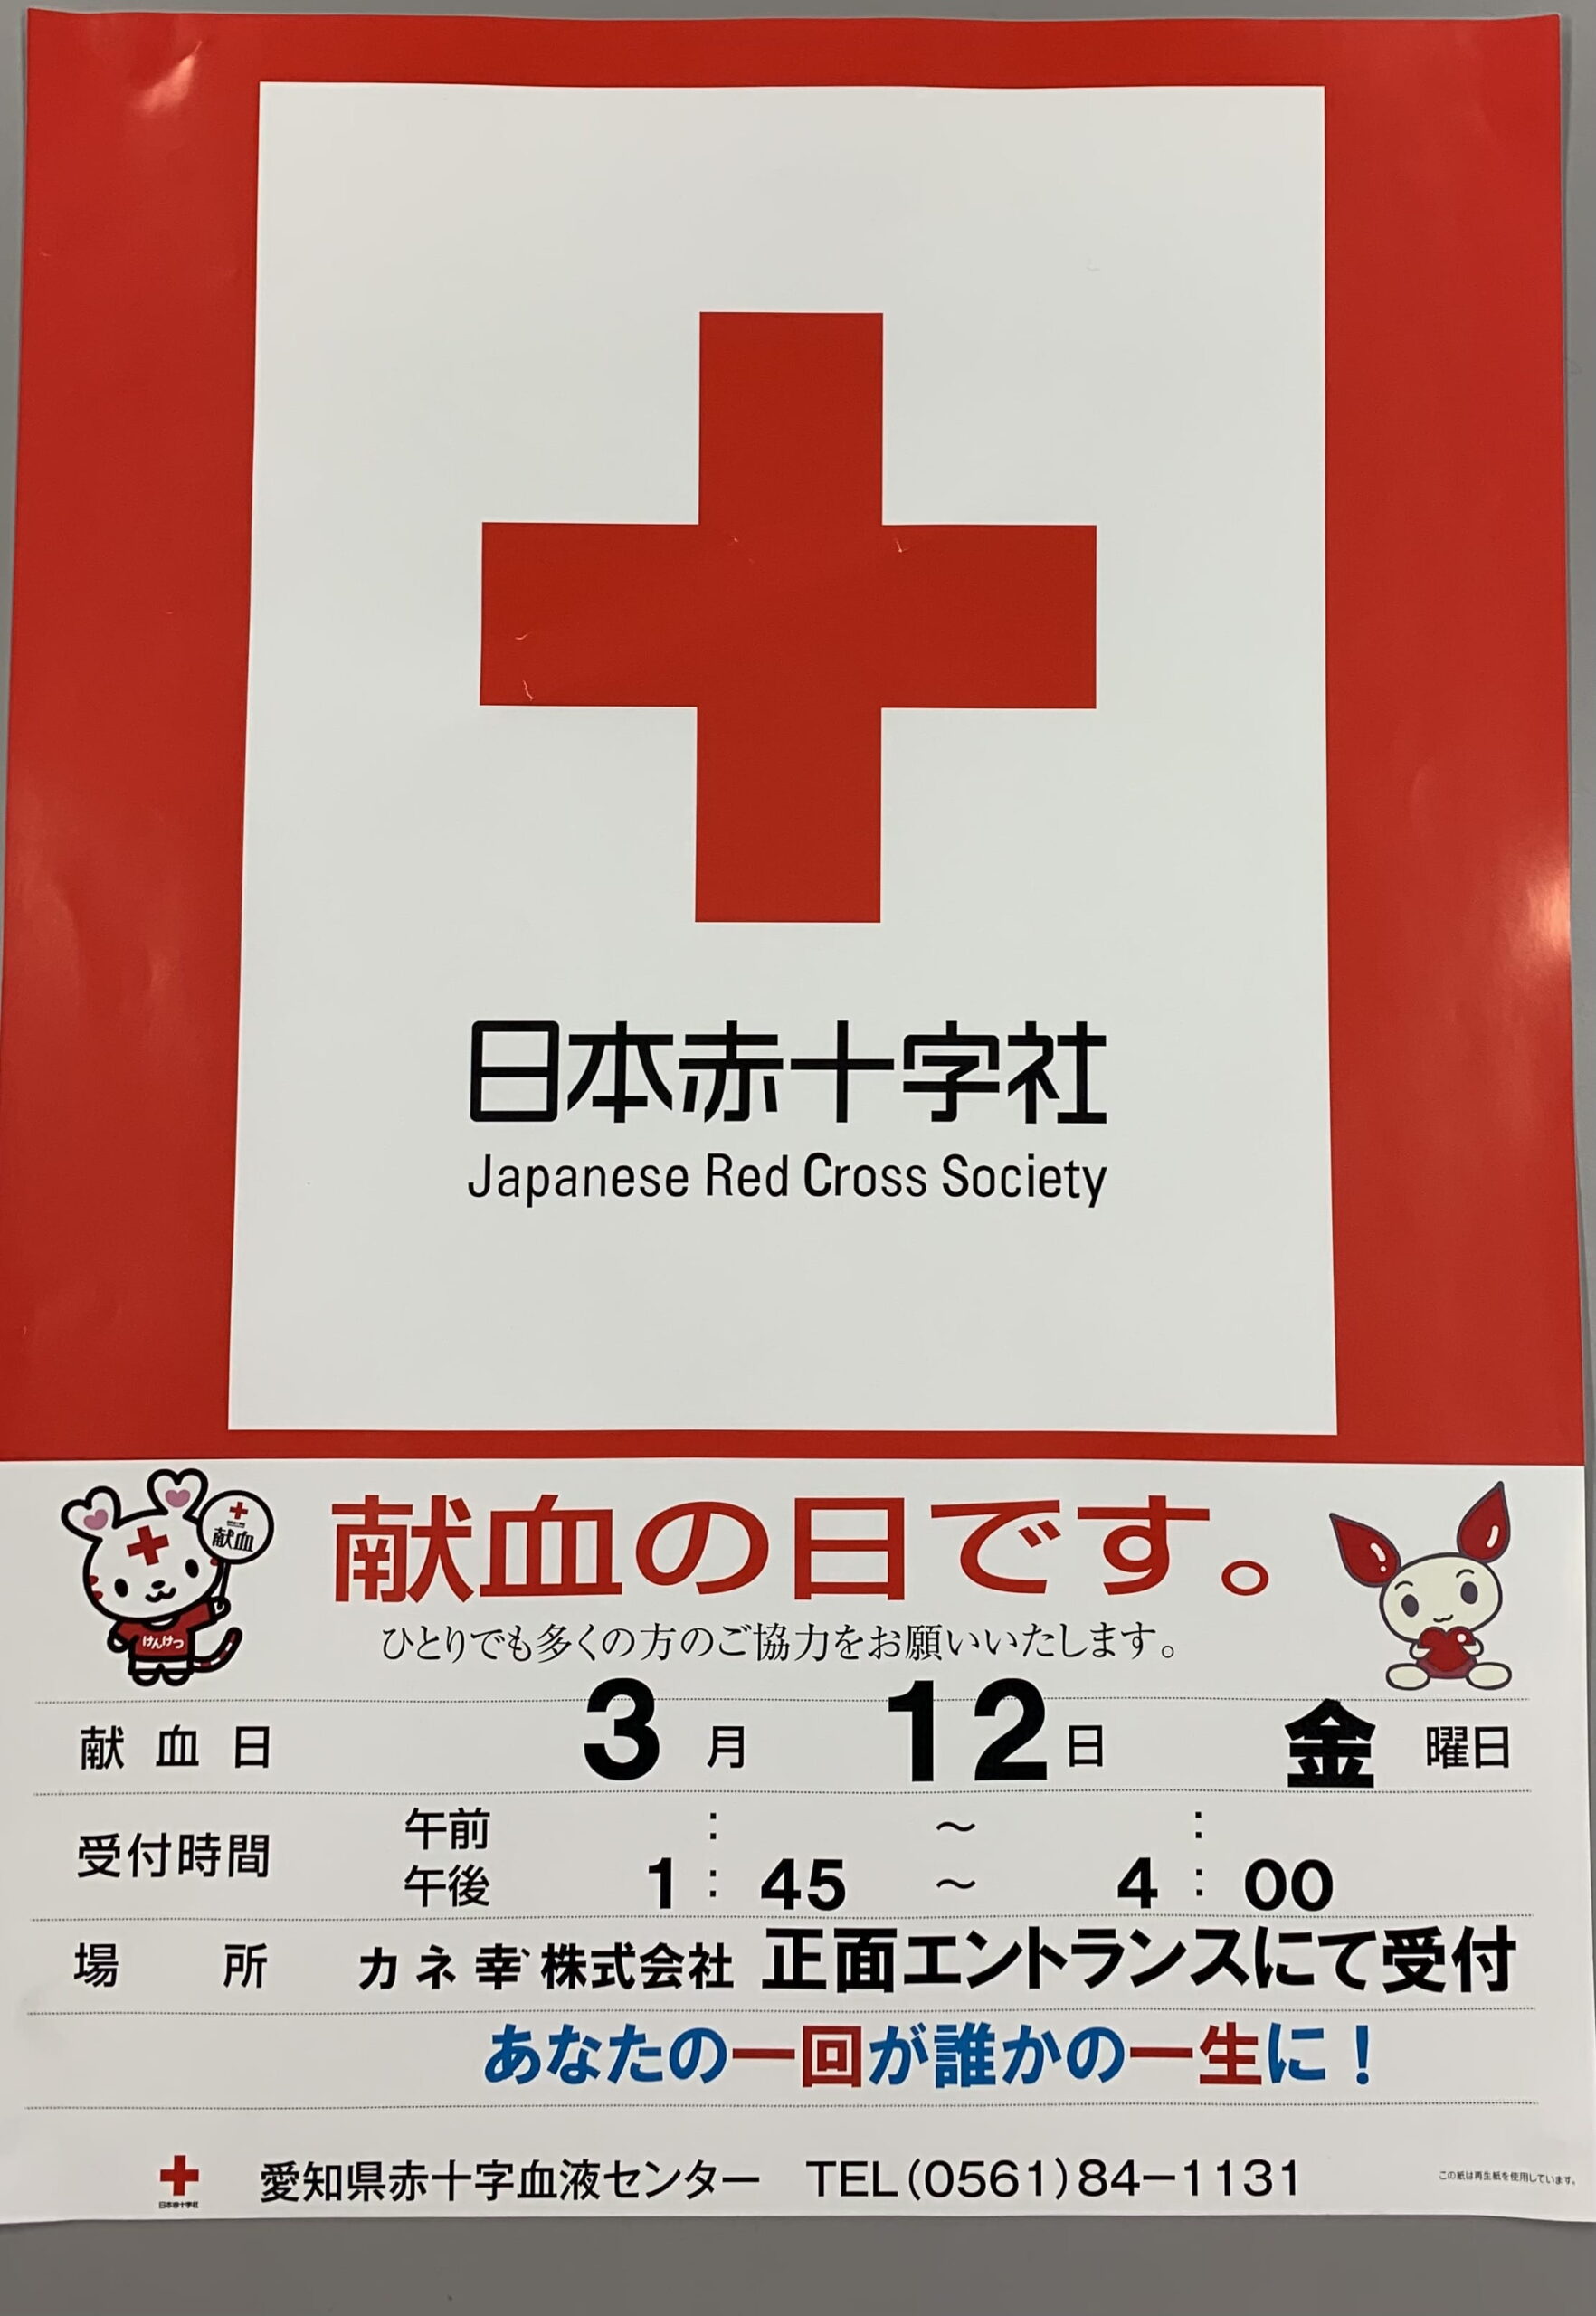 日本赤十字社
Japanese Red Cross Society
献血
けんけつ
献血の日です。
ひとりでも多くの方のご協力をお願いいたします。
献血日 3月 12日 金曜日
受付時間 午前 : 〜 :
午後 1:45 〜 4:00
場所 カネ幸株式会社 正面エントランスにて受付
あなたの一回が誰かの一生に！
日本赤十字社
愛知県赤十字血液センター TEL(0561)84-1131
この紙は再生紙を使用しています。